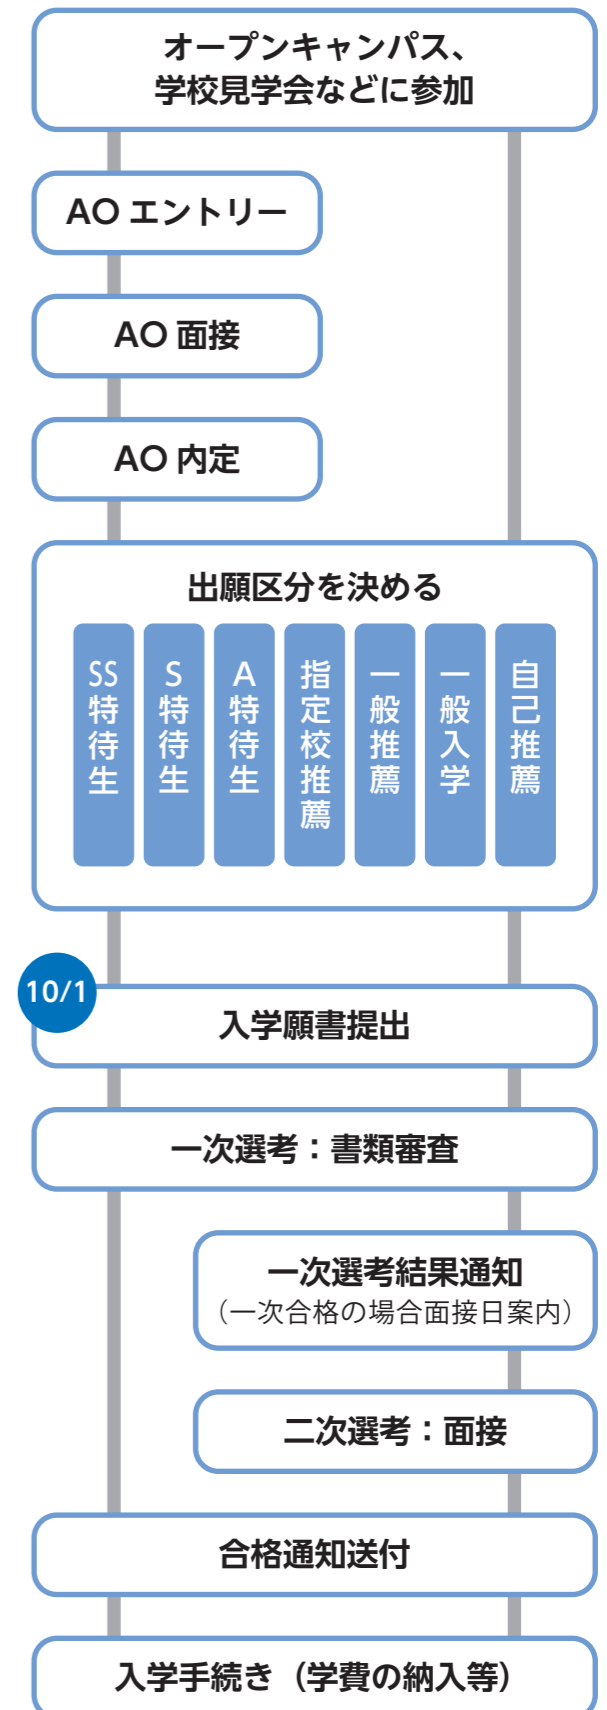 オープンキャンパス、
学校見学会などに参加
AO エントリー
AO 面接
AO 内定
出願区分を決める
SS特待生
S特待生
A特待生
指定校推薦
一般推薦
一般入学
自己推薦
10/1
入学願書提出
一次選考：書類審査
一次選考結果通知
（一次合格の場合面接日案内）
二次選考：面接
合格通知送付
入学手続き（学費の納入等）